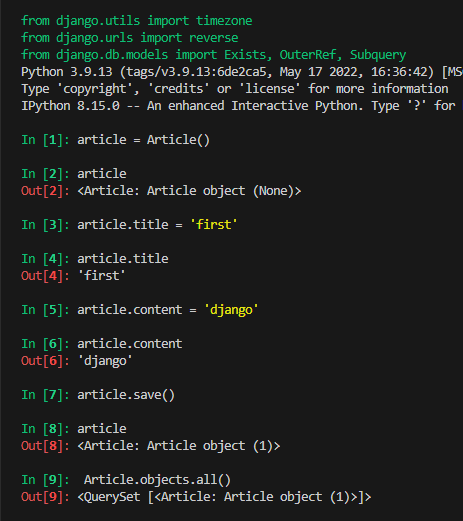 from django.utils import timezone
from django.urls import reverse
from django.db.models import Exists, OuterRef, Subquery
Python 3.9.13 (tags/v3.9.13:6de2ca5, May 17 2022, 16:36:42) [MS
Type 'copyright', 'credits' or 'license' for more information
IPython 8.15.0 -- An enhanced Interactive Python. Type '?' for
In [1]: article = Article()
In [2]: article
Out[2]: <Article: Article object (None)>
In [3]: article.title = 'first'
In [4]: article.title
Out[4]: 'first'
In [5]: article.content = 'django'
In [6]: article.content
Out[6]: 'django'
In [7]: article.save()
In [8]: article
Out[8]: <Article: Article object (1)>
In [9]:  Article.objects.all()
Out[9]: <QuerySet [<Article: Article object (1)>]>